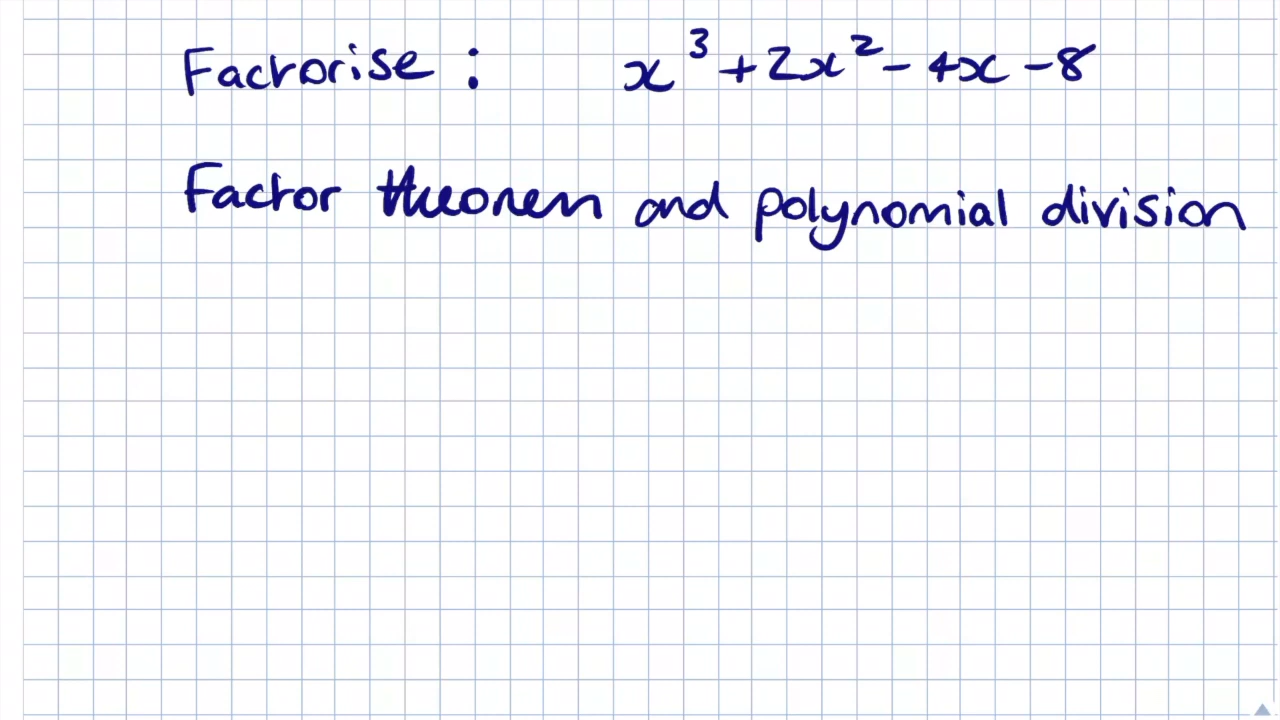 Factorise : x³ + 2x² - 4x - 8
Factor theorem and polynomial division